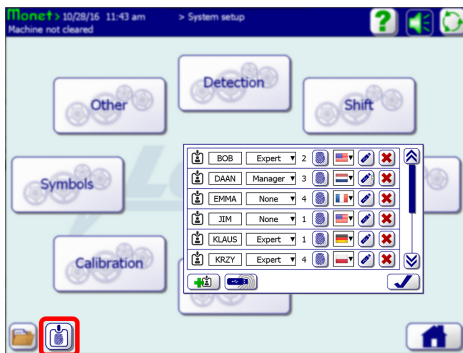 Monet> 10/28/16 11:43 am > System setup
Machine not cleared
Detection
Other
Shift
BOB Expert 2
DAAN Manager 3
Symbols
EMMA None 4
JIM None 1
KLAUS Expert 1
Calibration
KRZY Expert 4